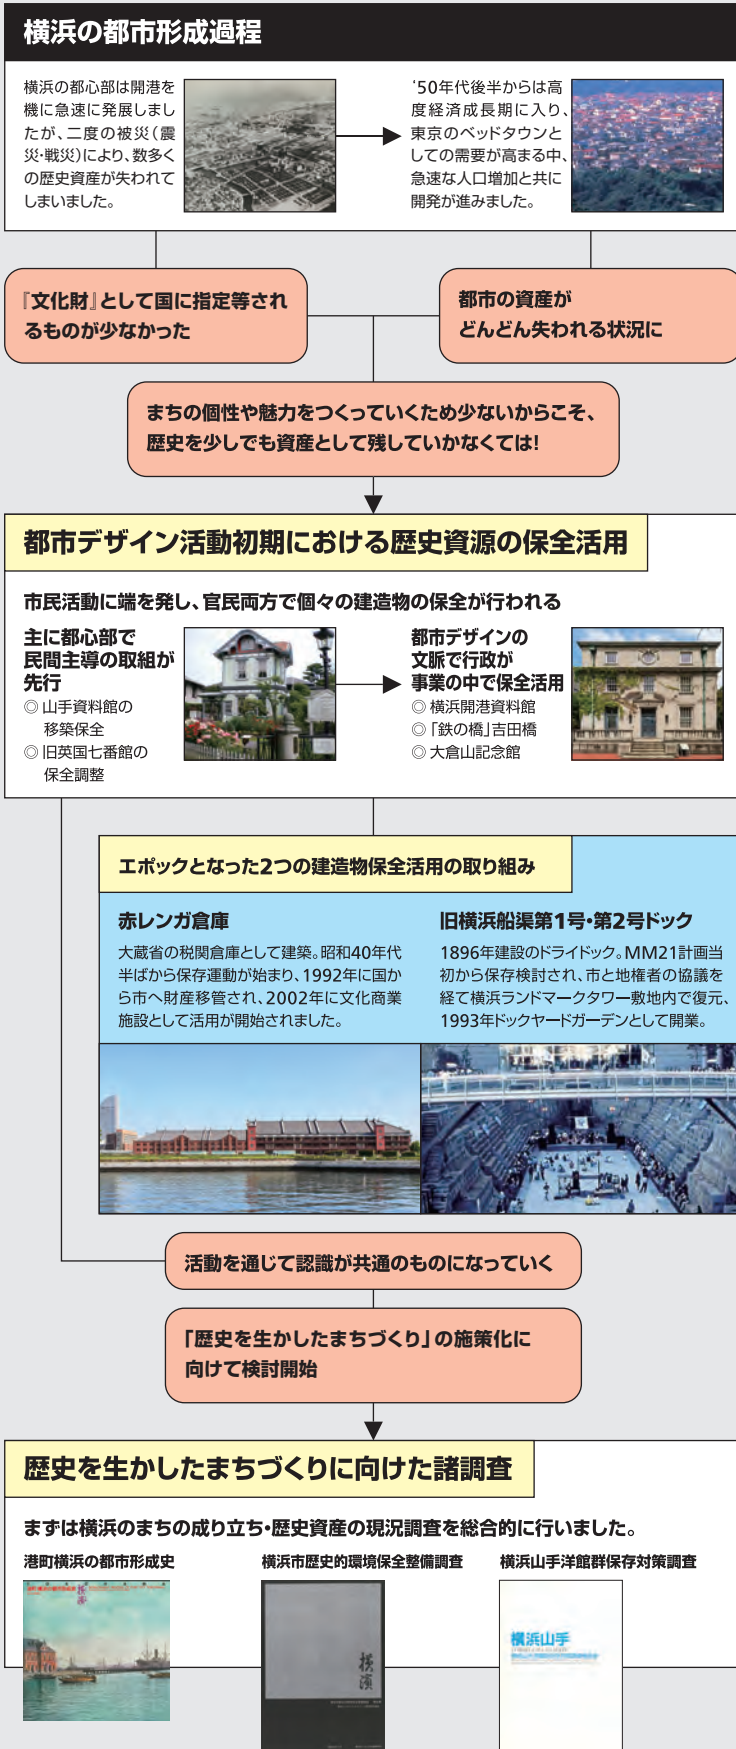 横浜の都市形成過程
横浜の都心部は開港を
機に急速に発展しまし
たが、二度の被災(震
災・戦災)により、数多く
の歴史資産が失われて
しまいました。
'50年代後半からは高
度経済成長期に入り、
東京のベッドタウンと
しての需要が高まる中、
急速な人口増加と共に
開発が進みました。
『文化財』として国に指定等され
るものが少なかった
都市の資産が
どんどん失われる状況に
まちの個性や魅力をつくっていくため少ないからこそ、
歴史を少しでも資産として残していかなくては!
都市デザイン活動初期における歴史資源の保全活用
市民活動に端を発し、官民両方で個々の建造物の保全が行われる
主に都心部で
民間主導の取組が
先行
◎ 山手資料館の
移築保全
◎ 旧英国七番館の
保全調整
都市デザインの
文脈で行政が
事業の中で保全活用
◎ 横浜開港資料館
◎ 「鉄の橋」吉田橋
◎ 大倉山記念館
エポックとなった2つの建造物保全活用の取り組み
赤レンガ倉庫
大蔵省の税関倉庫として建築。昭和40年代
半ばから保存運動が始まり、1992年に国か
ら市へ財産移管され、2002年に文化商業
施設として活用が開始されました。
旧横浜船渠第1号・第2号ドック
1896年建設のドライドック。MM21計画当
初から保存検討され、市と地権者の協議を
経て横浜ランドマークタワー敷地内で復元、
1993年ドックヤードガーデンとして開業。
活動を通じて認識が共通のものになっていく
「歴史を生かしたまちづくり」の施策化に
向けて検討開始
歴史を生かしたまちづくりに向けた諸調査
まずは横浜のまちの成り立ち・歴史資産の現況調査を総合的に行いました。
港町横浜の都市形成史
横浜市歴史的環境保全整備調査
横浜山手洋館群保存対策調査
横濱
横浜山手